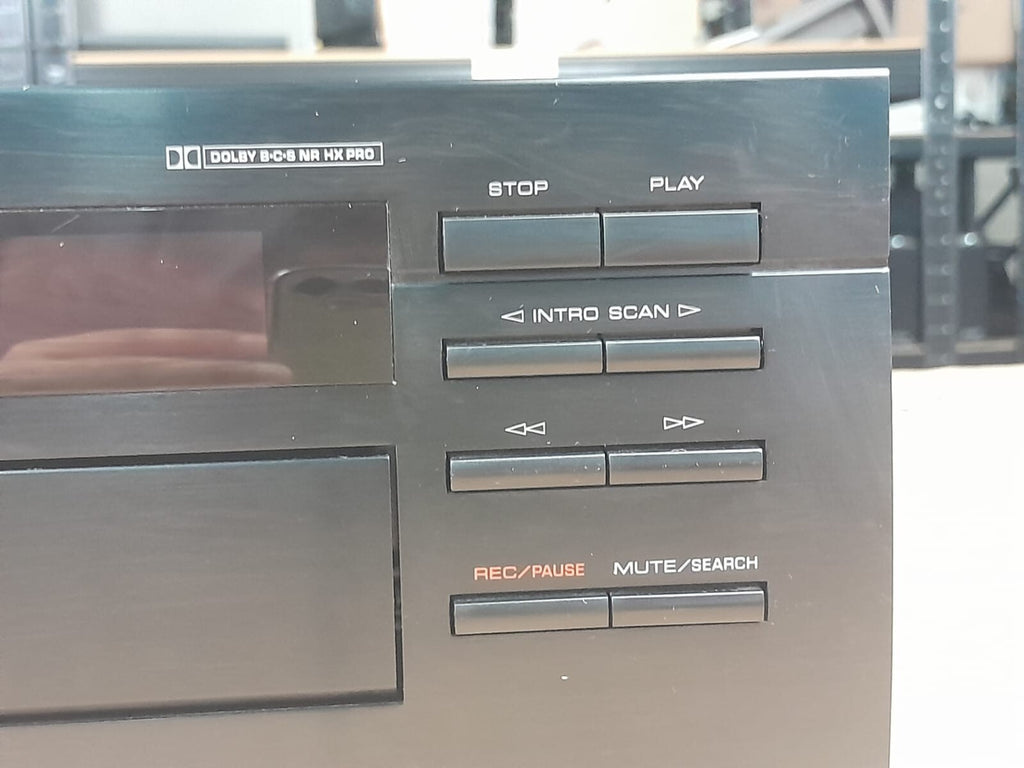 DOLBY B·C·S NR HX PRO
STOP PLAY
INTRO SCAN
REC/PAUSE MUTE/SEARCH